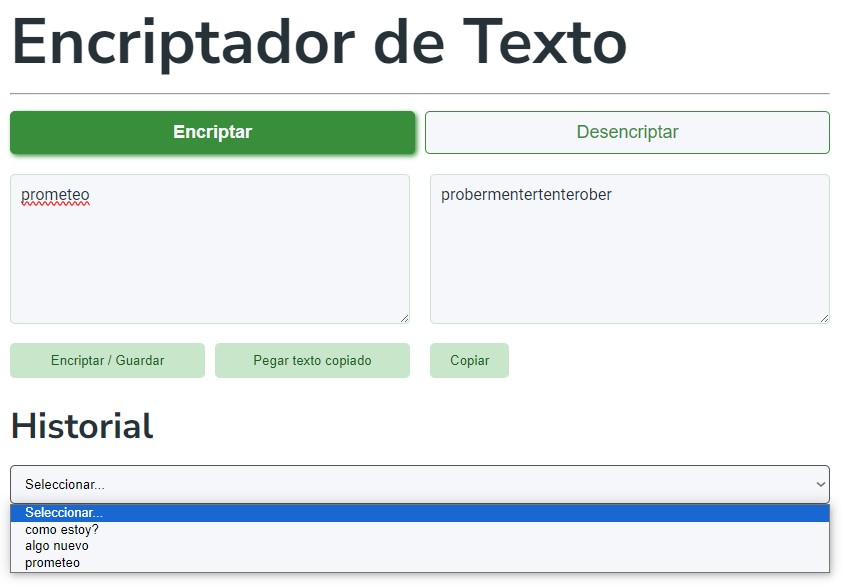 Encriptador de Texto
Encriptar
Desencriptar
prometeo
probermentertenterober
Encriptar / Guardar
Pegar texto copiado
Copiar
Historial
Seleccionar...
Seleccionar...
como estoy?
algo nuevo
prometeo